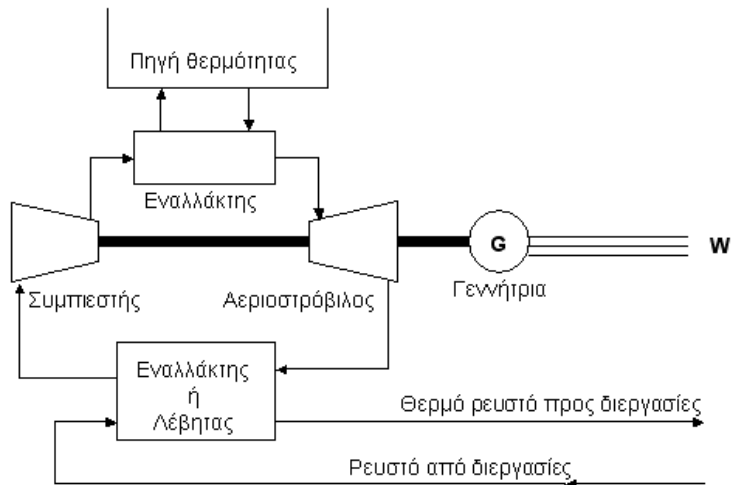 Πηγή θερμότητας
Εναλλάκτης
Συμπιεστής
Αεριοστρόβιλος
G
W
Γεννήτρια
Εναλλάκτης
ή
Λέβητας
Θερμό ρευστό προς διεργασίες
Ρευστό από διεργασίες